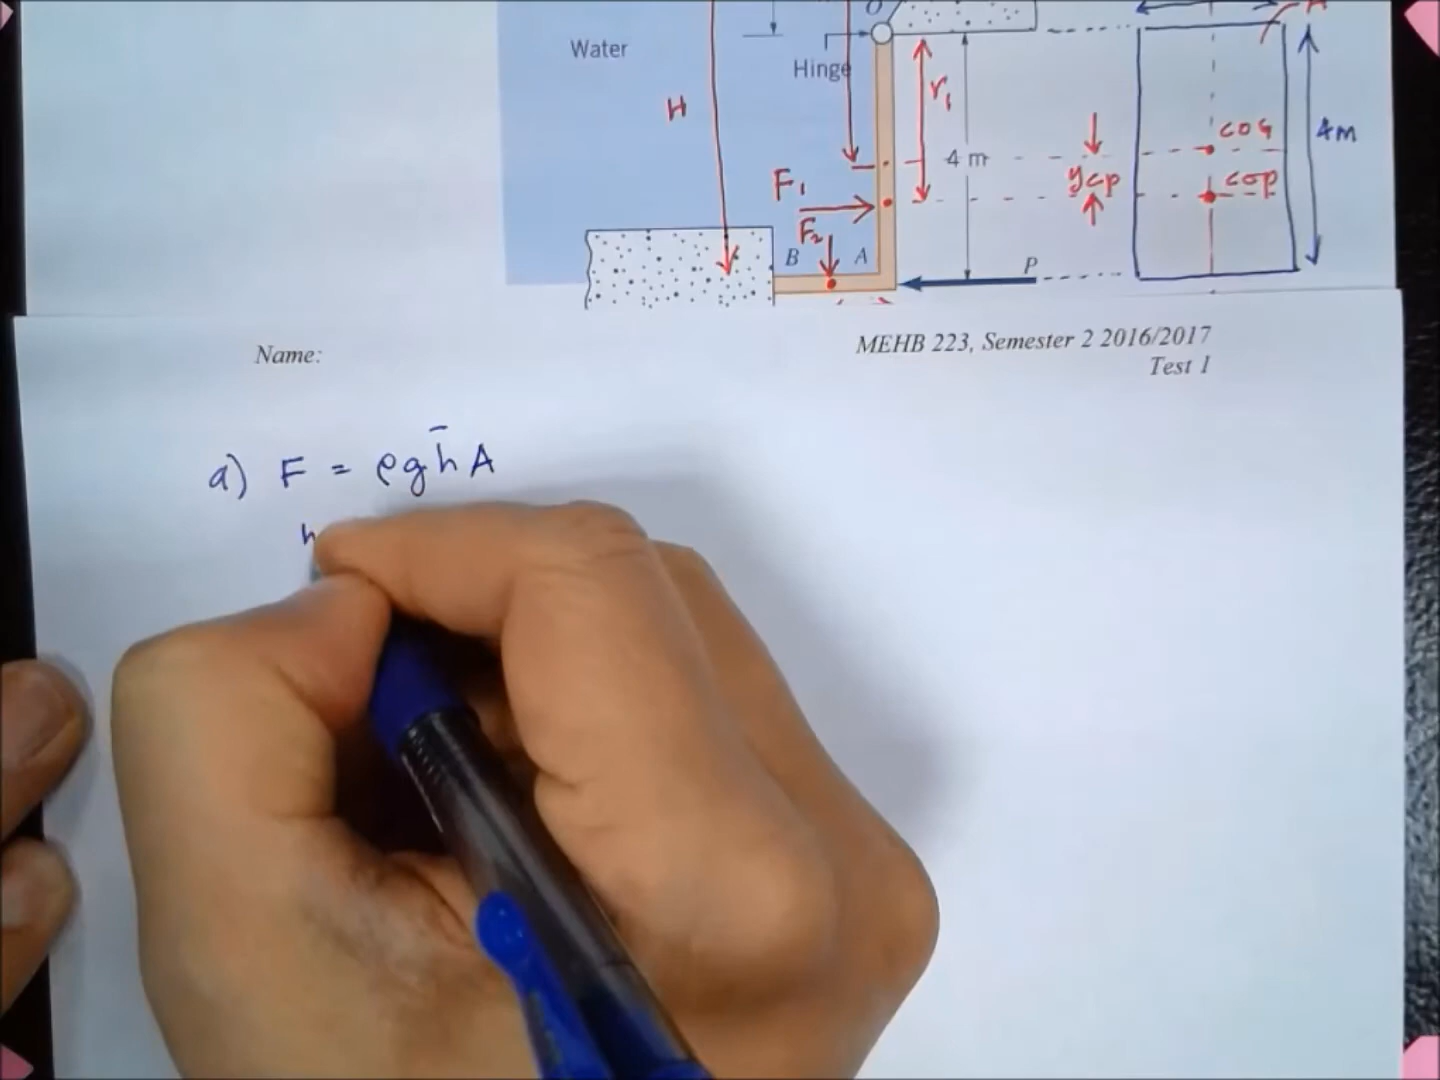 O
Water
Hinge
H
r₁
4 m
COG
4m
ycp
COP
F₁
F₂
B
A
P
Name:
MEHB 223, Semester 2 2016/2017
Test 1
a) F = ρgh̄A
h